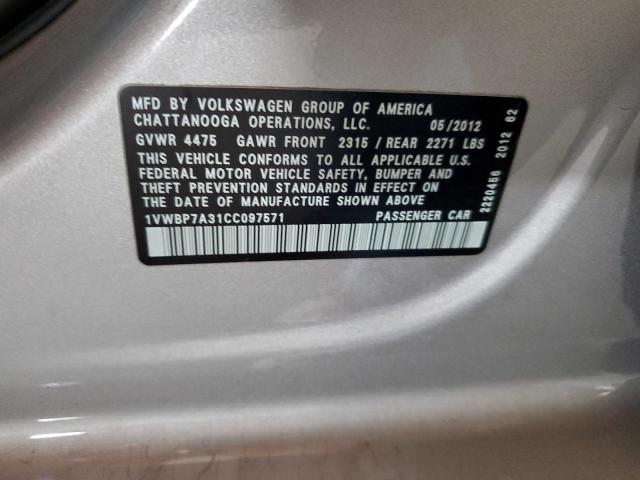 MFD BY VOLKSWAGEN GROUP OF AMERICA
CHATTANOOGA OPERATIONS, LLC. 05/2012
GVWR 4475 GAWR FRONT 2315 / REAR 2271 LBS
THIS VEHICLE CONFORMS TO ALL APPLICABLE U.S.
FEDERAL MOTOR VEHICLE SAFETY, BUMPER AND
THEFT PREVENTION STANDARDS IN EFFECT ON THE
DATE OF MANUFACTURE SHOWN ABOVE
1VWBP7A31CC097571 PASSENGER CAR
2220456 2012 62